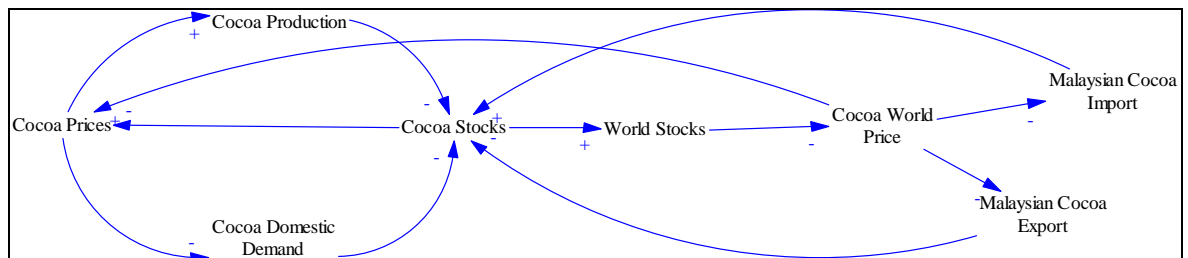 Cocoa Production
+
-
Malaysian Cocoa
Import
-
Cocoa Prices
+
-
Cocoa Stocks
+
-
-
World Stocks
+
-
Cocoa World
Price
-
Malaysian Cocoa
Export
-
Cocoa Domestic
Demand